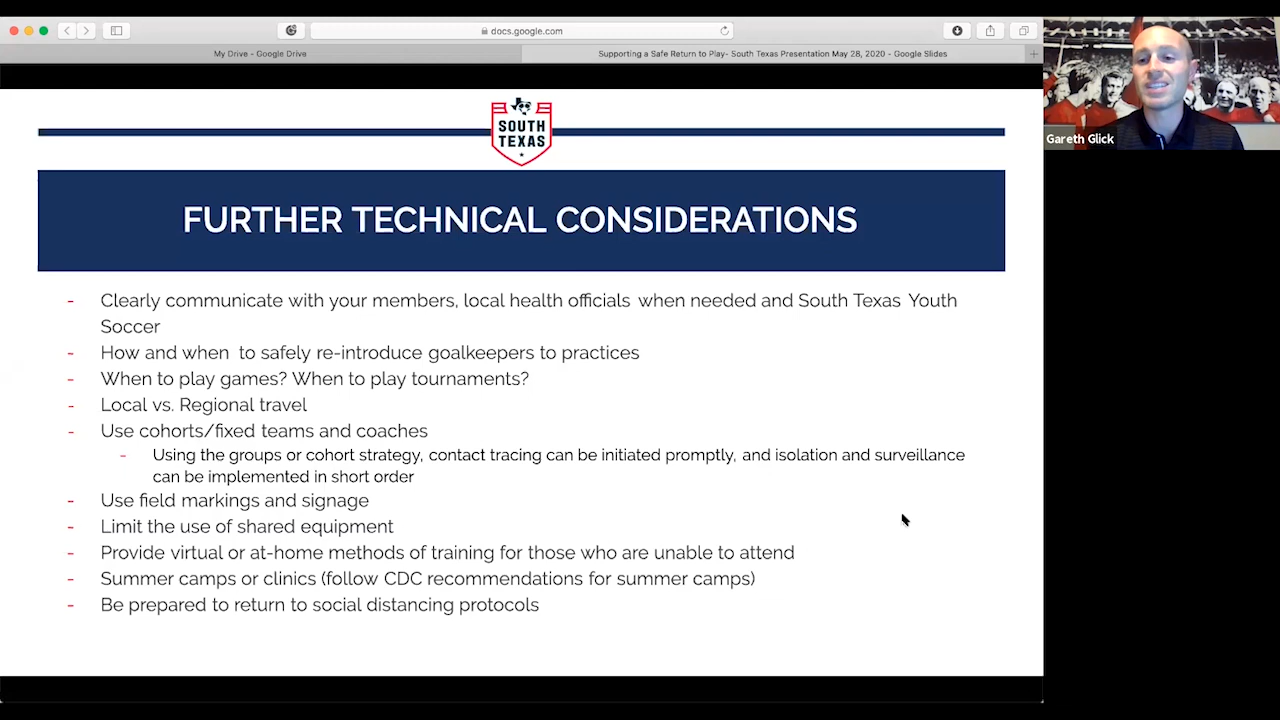 docs.google.com
My Drive - Google Drive
Supporting a Safe Return to Play- South Texas Presentation May 28, 2020 - Google Slides
Gareth Glick
SOUTH
TEXAS
FURTHER TECHNICAL CONSIDERATIONS
- Clearly communicate with your members, local health officials when needed and South Texas Youth
Soccer
- How and when to safely re-introduce goalkeepers to practices
- When to play games? When to play tournaments?
- Local vs. Regional travel
- Use cohorts/fixed teams and coaches
- Using the groups or cohort strategy, contact tracing can be initiated promptly, and isolation and surveillance
can be implemented in short order
- Use field markings and signage
- Limit the use of shared equipment
- Provide virtual or at-home methods of training for those who are unable to attend
- Summer camps or clinics (follow CDC recommendations for summer camps)
- Be prepared to return to social distancing protocols